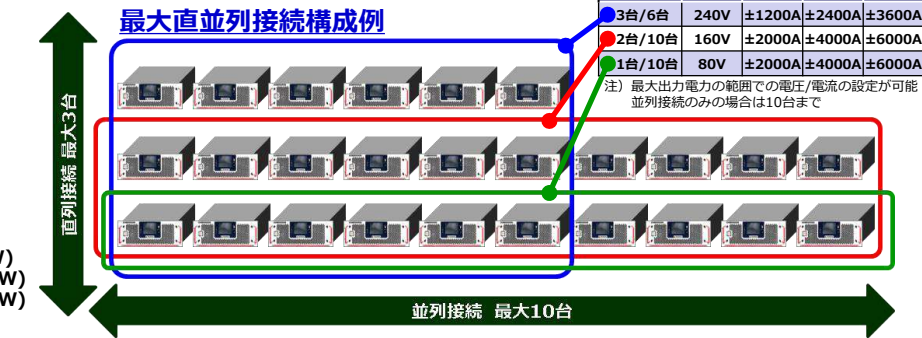 最大直並列接続構成例
3台/6台 240V ±1200A ±2400A ±3600A
2台/10台 160V ±2000A ±4000A ±6000A
1台/10台 80V ±2000A ±4000A ±6000A
注）最大出力電力の範囲での電圧/電流の設定が可能
並列接続のみの場合は10台まで
直列接続 最大3台
W)
W)
W)
並列接続 最大10台